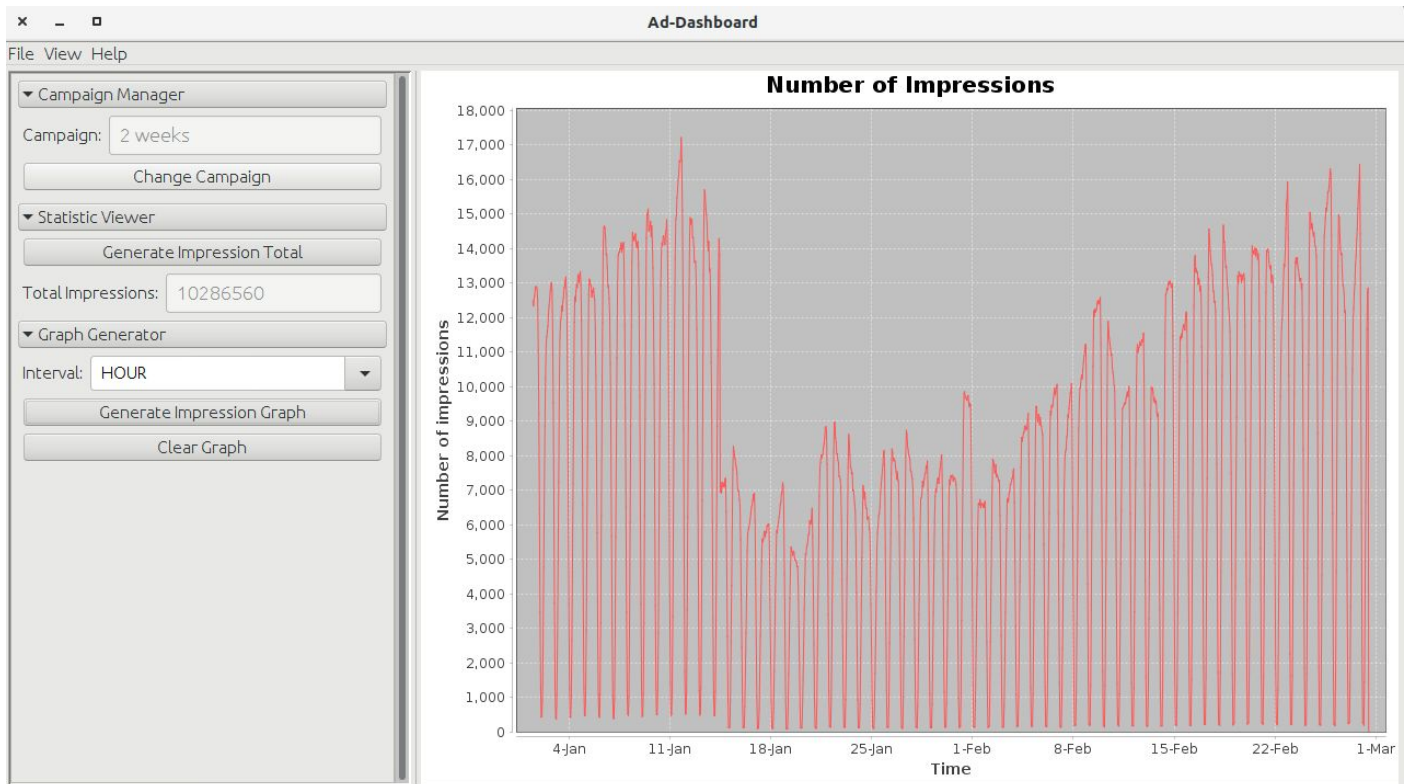 Ad-Dashboard
File View Help
Campaign Manager
Campaign: 2 weeks
Change Campaign
Statistic Viewer
Generate Impression Total
Total Impressions: 10286560
Graph Generator
Interval: HOUR
Generate Impression Graph
Clear Graph
Number of Impressions
Number of impressions
18,000
17,000
16,000
15,000
14,000
13,000
12,000
11,000
10,000
9,000
8,000
7,000
6,000
5,000
4,000
3,000
2,000
1,000
0
4-Jan 11-Jan 18-Jan 25-Jan 1-Feb 8-Feb 15-Feb 22-Feb 1-Mar
Time